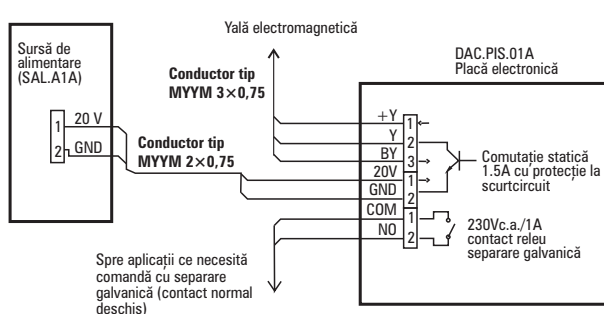 Yală electromagnetică
Sursă de
alimentare
(SAL.A1A)
1
20 V
2
GND
Conductor tip
MYYM 3×0,75
Conductor tip
MYYM 2×0,75
DAC.PIS.01A
Placă electronică
+Y
1
Y
2
BY
3
20V
1
GND
2
COM
1
NO
2
Comutație statică
1.5A cu protecție la
scurtcircuit
230Vc.a./1A
contact releu
separare galvanică
Spre aplicații ce necesită
comandă cu separare
galvanică (contact normal
deschis)